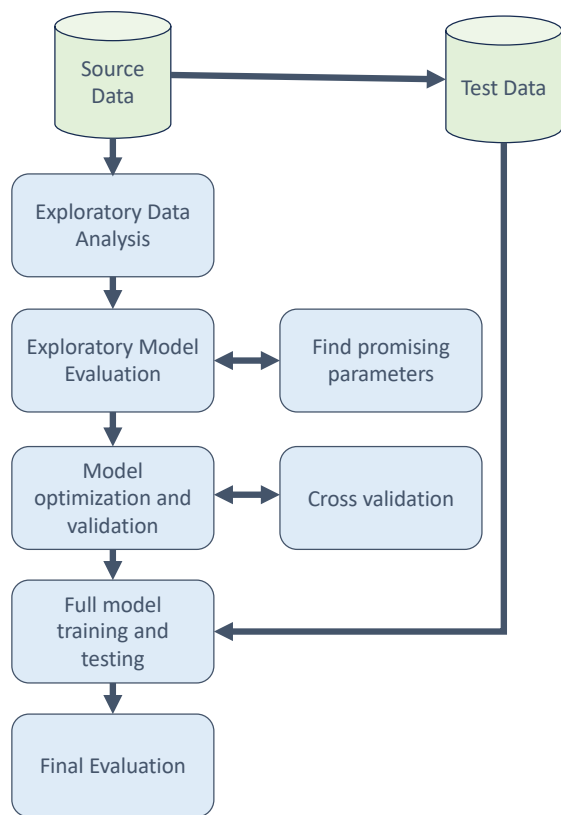 Source
Data
Test Data
Exploratory Data
Analysis
Exploratory Model
Evaluation
Find promising
parameters
Model
optimization and
validation
Cross validation
Full model
training and
testing
Final Evaluation